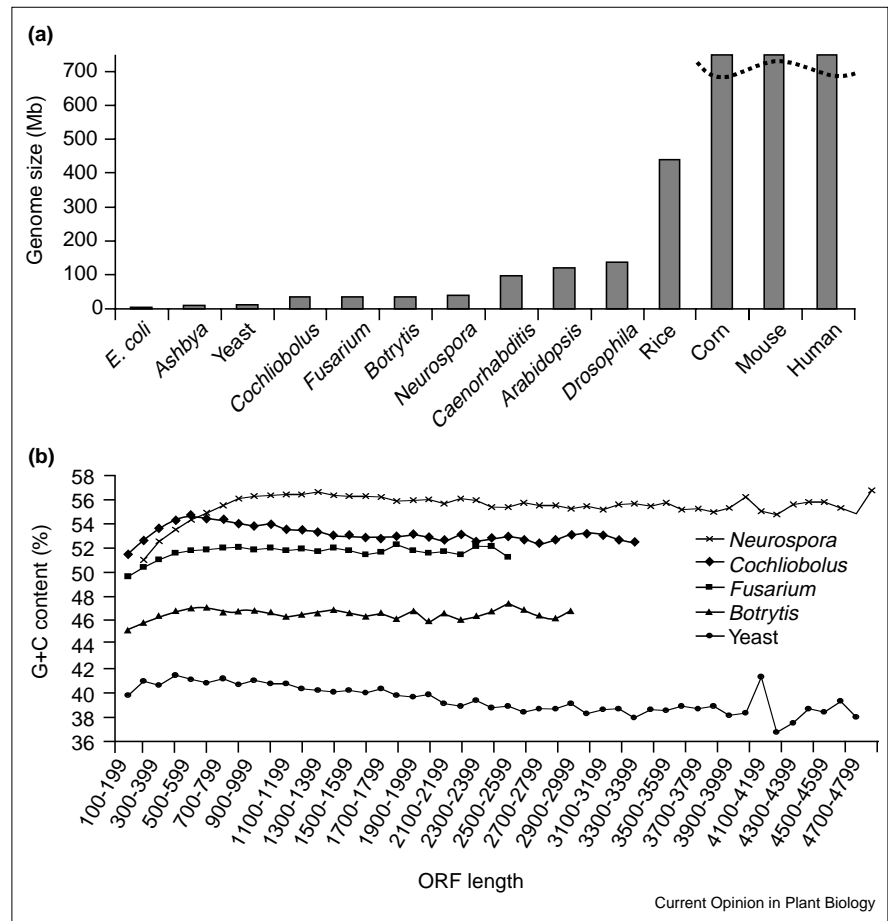 (a)
Genome size (Mb)
700
600
500
400
300
200
100
0
E. coli
Ashbya
Yeast
Cochliobolus
Fusarium
Botrytis
Neurospora
Caenorhabditis
Arabidopsis
Drosophila
Rice
Corn
Mouse
Human
(b)
G+C content (%)
58
56
54
52
50
48
46
44
42
40
38
36
Neurospora
Cochliobolus
Fusarium
Botrytis
Yeast
100-199
300-399
500-599
700-799
900-999
1100-1199
1300-1399
1500-1599
1700-1799
1900-1999
2100-2199
2300-2399
2500-2599
2700-2799
2900-2999
3100-3199
3300-3399
3500-3599
3700-3799
3900-3999
4100-4199
4300-4399
4500-4599
4700-4799
ORF length
Current Opinion in Plant Biology